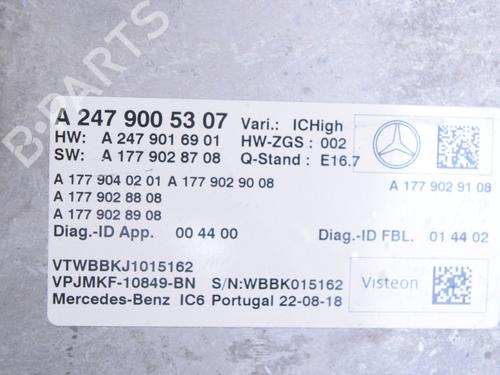 B-PARTS
A 247 900 53 07 Vari.: ICHigh
HW: A 247 901 69 01 HW-ZGS : 002
SW: A 177 902 87 08 Q-Stand : E16.7
A 177 904 02 01 A 177 902 90 08 A 177 902 91 08
A 177 902 88 08
A 177 902 89 08
Diag.-ID App. 00 44 00 Diag.-ID FBL. 01 44 02
VTWBBKJ1015162
VPJMKF-10849-BN S/N:WBBK015162 Visteon
Mercedes-Benz IC6 Portugal 22-08-18